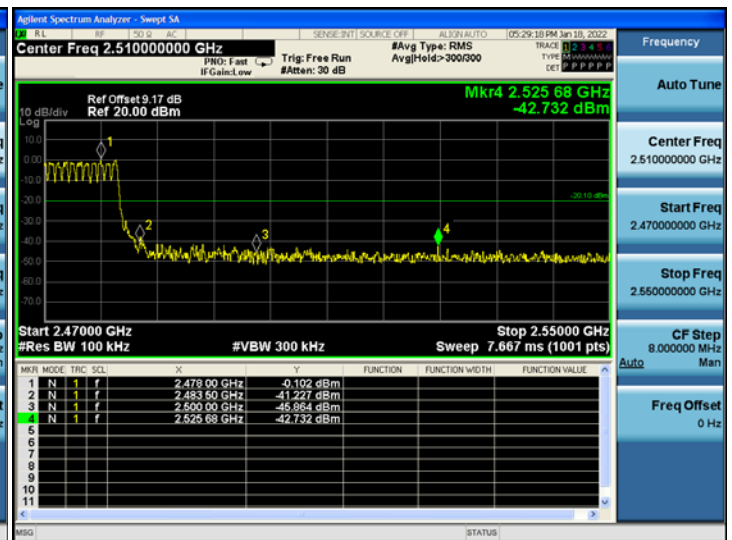 Agilent Spectrum Analyzer - Swept SA
RL RF 50 Ω AC SENSE:INT SOURCE OFF ALIGN AUTO 05:29:18 PM Jan 18, 2022
Center Freq 2.510000000 GHz #Avg Type: RMS TRACE 1 2 3 4 5 6
PNO: Fast Trig: Free Run Avg|Hold:>300/300 TYPE M
IFGain:Low #Atten: 30 dB DET P P P P P P
Mkr4 2.525 68 GHz
-42.732 dBm
Ref Offset 9.17 dB
10 dB/div Ref 20.00 dBm
Log
10.0
0.00
-10.0
-20.0
-30.0
-40.0
-50.0
-60.0
-70.0
1
2
3
4
-20.10 dBm
Start 2.47000 GHz Stop 2.55000 GHz
#Res BW 100 kHz #VBW 300 kHz Sweep 7.667 ms (1001 pts)
MKR MODE TRC SCL X Y FUNCTION FUNCTION WIDTH FUNCTION VALUE
1 N 1 f 2.478 00 GHz -0.102 dBm
2 N 1 f 2.483 50 GHz -41.227 dBm
3 N 1 f 2.500 00 GHz -45.864 dBm
4 N 1 f 2.525 68 GHz -42.732 dBm
5
6
7
8
9
10
11
MSG STATUS
Frequency
Auto Tune
Center Freq
2.510000000 GHz
Start Freq
2.470000000 GHz
Stop Freq
2.550000000 GHz
CF Step
8.000000 MHz
Auto Man
Freq Offset
0 Hz